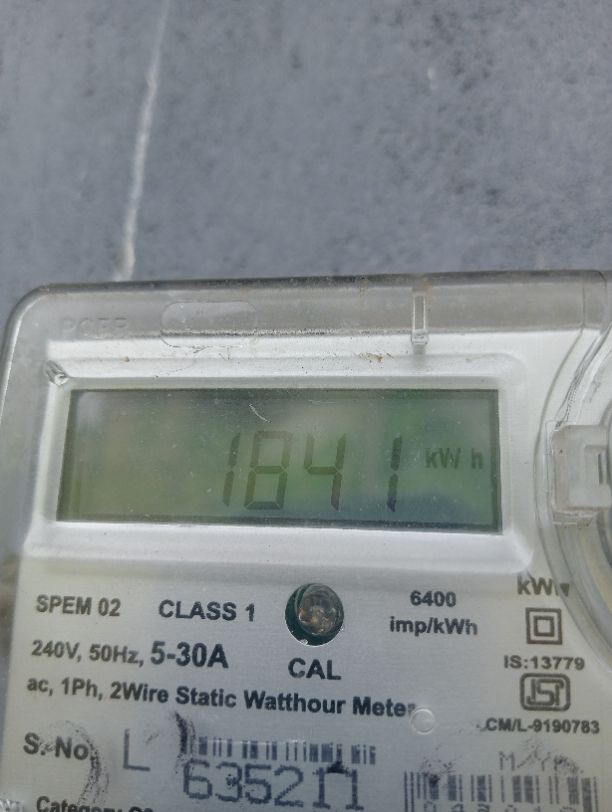 1841 kW h
SPEM 02 CLASS 1
6400
imp/kWh
240V, 50Hz, 5-30A
CAL
IS:13779
ac, 1Ph, 2Wire Static Watthour Meter
CM/L-9190783
S. No. L 635211